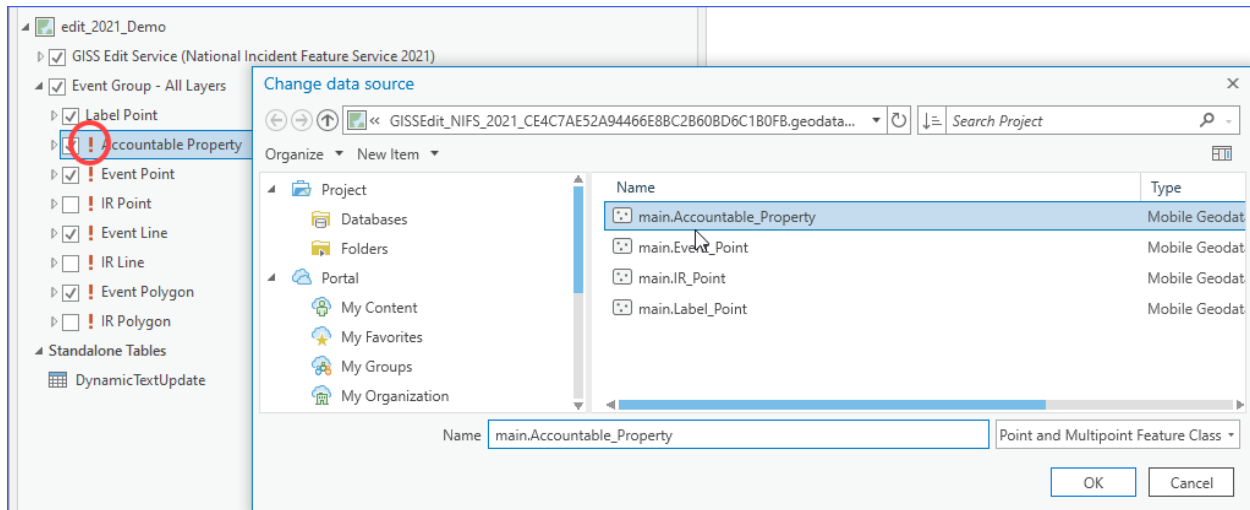 edit_2021_Demo
GISS Edit Service (National Incident Feature Service 2021)
Event Group - All Layers
Label Point
! Accountable Property
! Event Point
! IR Point
! Event Line
! IR Line
! Event Polygon
! IR Polygon
Standalone Tables
DynamicTextUpdate
Change data source
« GISSEdit_NIFS_2021_CE4C7AE52A94466E8BC2B60BD6C1B0FB.geodata... Search Project
Organize New Item
Project
Databases
Folders
Portal
My Content
My Favorites
My Groups
My Organization
Name Type
main.Accountable_Property Mobile Geodat
main.Event_Point Mobile Geodat
main.IR_Point Mobile Geodat
main.Label_Point Mobile Geodat
Name main.Accountable_Property Point and Multipoint Feature Class
OK Cancel